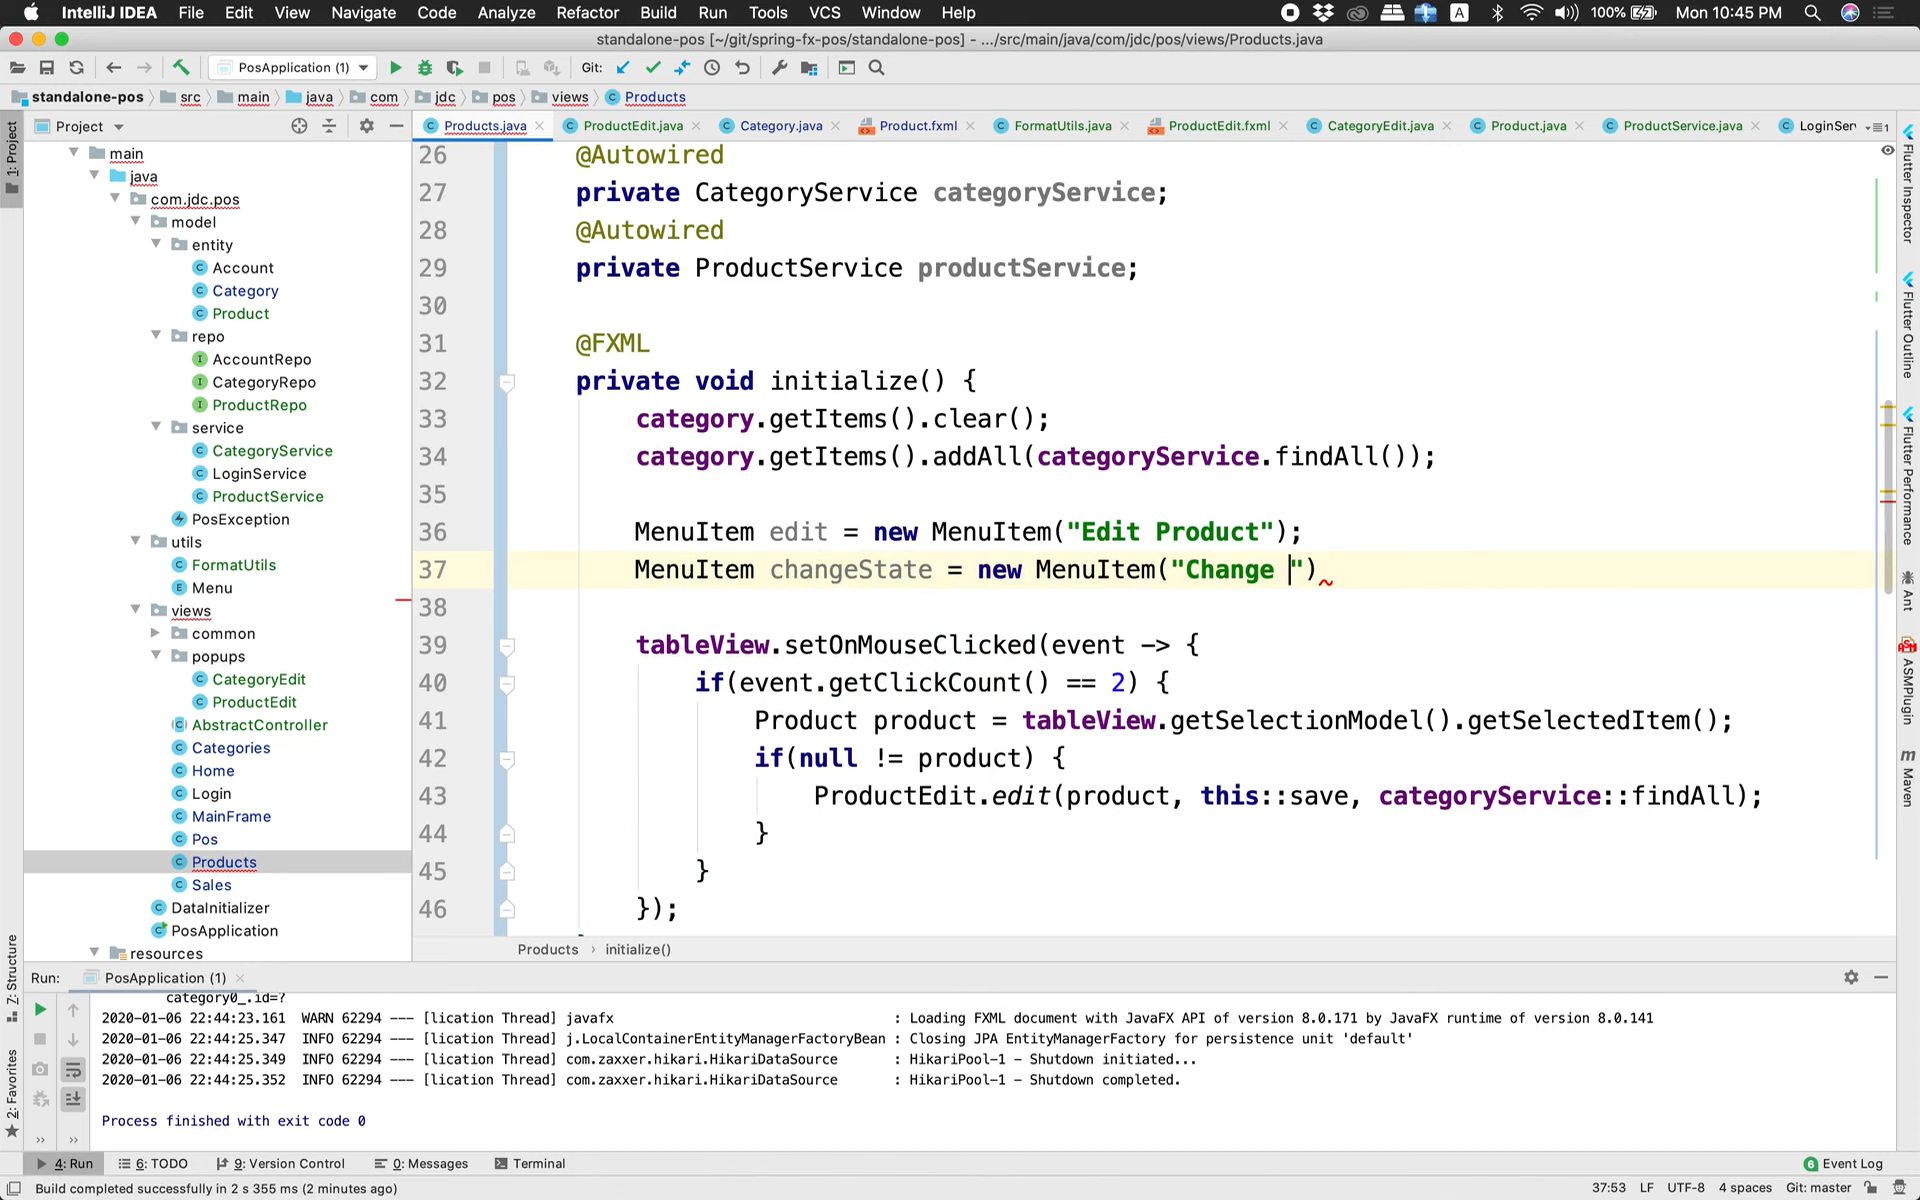 IntelliJ IDEA File Edit View Navigate Code Analyze Refactor Build Run Tools VCS Window Help A 100% Mon 10:45 PM
standalone-pos [~/git/spring-fx-pos/standalone-pos] - .../src/main/java/com/jdc/pos/views/Products.java
PosApplication (1) Git:
standalone-pos src main java com jdc pos views Products
Project
Products.java ProductEdit.java Category.java Product.fxml FormatUtils.java ProductEdit.fxml CategoryEdit.java Product.java ProductService.java LoginSer
1: Project
main
java
com.jdc.pos
model
entity
Account
Category
Product
repo
AccountRepo
CategoryRepo
ProductRepo
service
CategoryService
LoginService
ProductService
PosException
utils
FormatUtils
Menu
views
common
popups
CategoryEdit
ProductEdit
AbstractController
Categories
Home
Login
MainFrame
Pos
Products
Sales
DataInitializer
PosApplication
resources
26 @Autowired
27 private CategoryService categoryService;
28 @Autowired
29 private ProductService productService;
30
31 @FXML
32 private void initialize() {
33 category.getItems().clear();
34 category.getItems().addAll(categoryService.findAll());
35
36 MenuItem edit = new MenuItem("Edit Product");
37 MenuItem changeState = new MenuItem("Change ")
38
39 tableView.setOnMouseClicked(event -> {
40 if(event.getClickCount() == 2) {
41 Product product = tableView.getSelectionModel().getSelectedItem();
42 if(null != product) {
43 ProductEdit.edit(product, this::save, categoryService::findAll);
44 }
45 }
46 });
Products › initialize()
Flutter Inspector
Flutter Outline
Flutter Performance
Ant
ASMPlugin
Maven
Z: Structure
2: Favorites
Run: PosApplication (1)
category0_.id=?
2020-01-06 22:44:23.161 WARN 62294 --- [lication Thread] javafx : Loading FXML document with JavaFX API of version 8.0.171 by JavaFX runtime of version 8.0.141
2020-01-06 22:44:25.347 INFO 62294 --- [lication Thread] j.LocalContainerEntityManagerFactoryBean : Closing JPA EntityManagerFactory for persistence unit 'default'
2020-01-06 22:44:25.349 INFO 62294 --- [lication Thread] com.zaxxer.hikari.HikariDataSource : HikariPool-1 - Shutdown initiated...
2020-01-06 22:44:25.352 INFO 62294 --- [lication Thread] com.zaxxer.hikari.HikariDataSource : HikariPool-1 - Shutdown completed.
Process finished with exit code 0
4: Run 6: TODO 9: Version Control 0: Messages Terminal 6 Event Log
Build completed successfully in 2 s 355 ms (2 minutes ago) 37:53 LF UTF-8 4 spaces Git: master